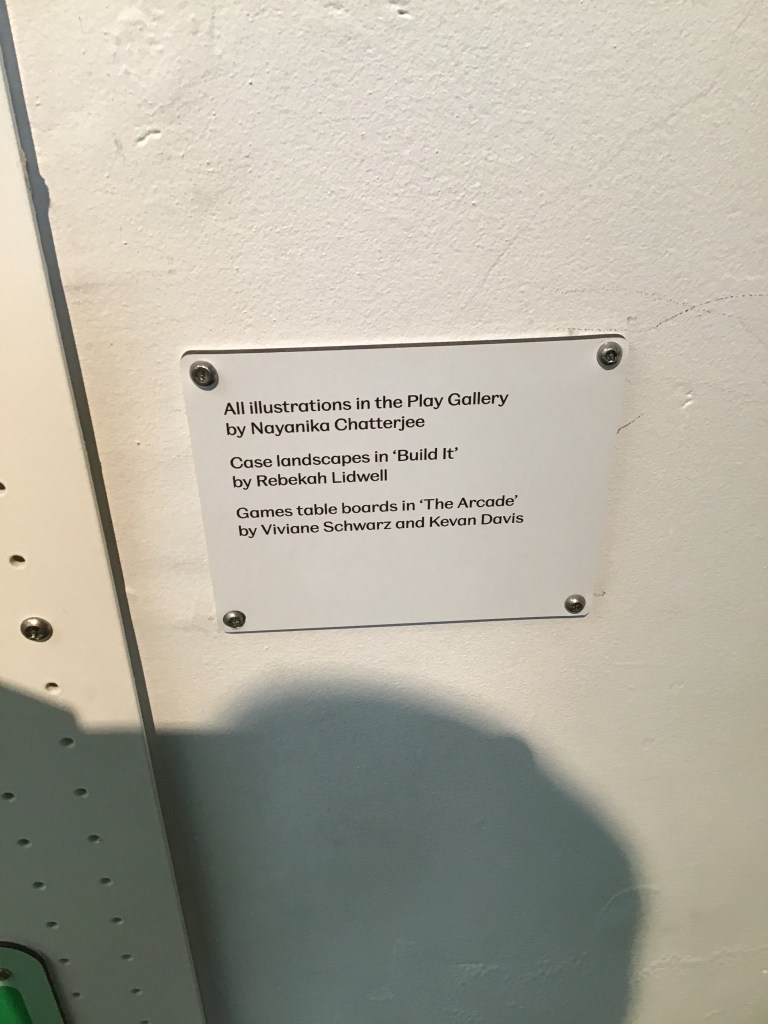 All illustrations in the Play Gallery
by Nayanika Chatterjee
Case landscapes in ‘Build It’
by Rebekah Lidwell
Games table boards in ‘The Arcade’
by Viviane Schwarz and Kevan Davis